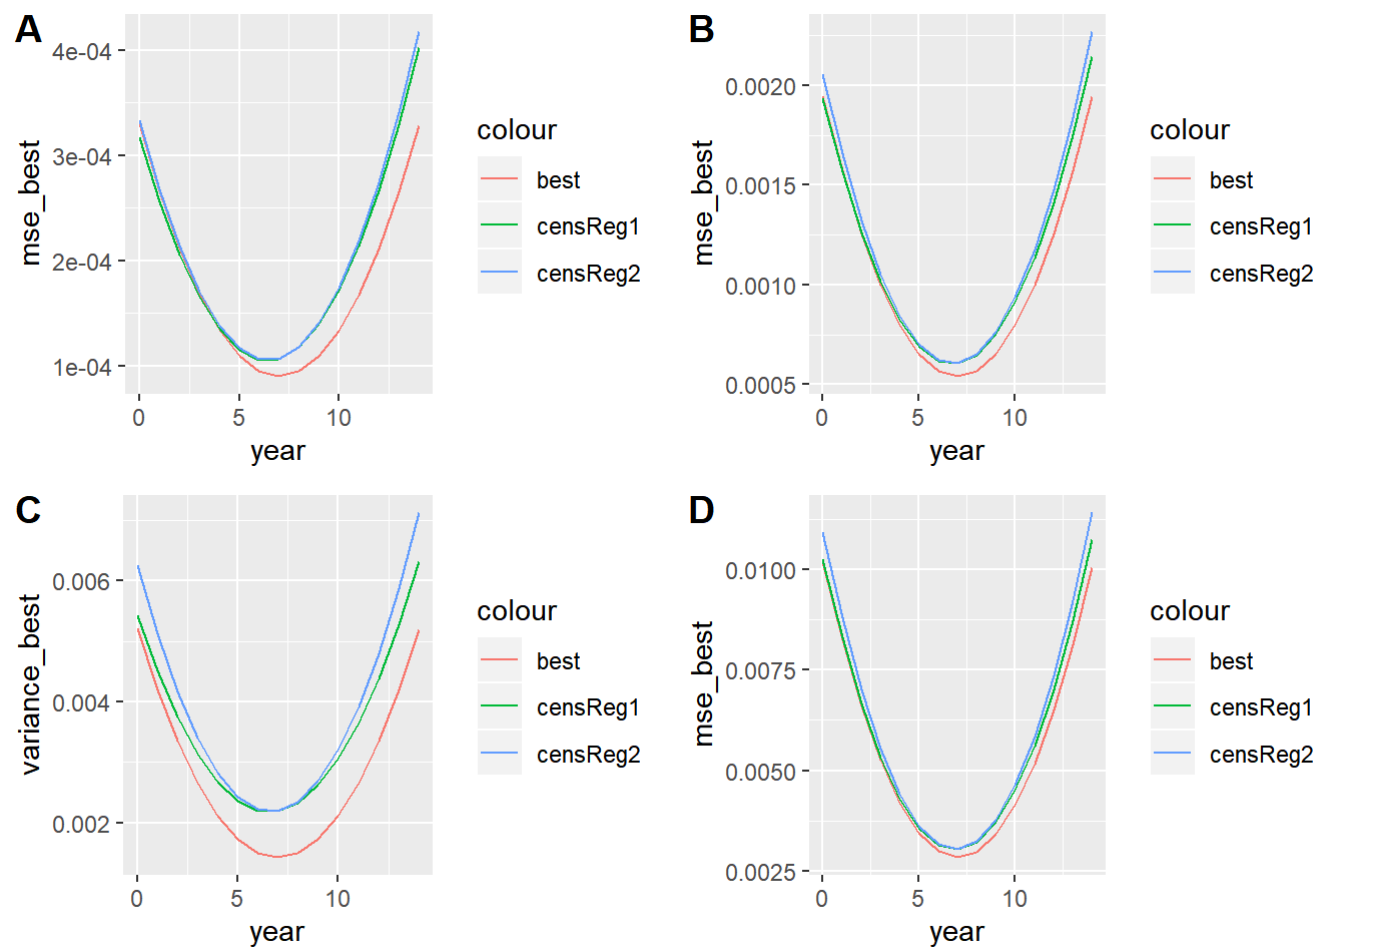 A
4e-04
3e-04
2e-04
1e-04
mse_best
0 5 10
year
colour
best
censReg1
censReg2
B
0.0020
0.0015
0.0010
0.0005
mse_best
0 5 10
year
colour
best
censReg1
censReg2
C
0.006
0.004
0.002
variance_best
0 5 10
year
colour
best
censReg1
censReg2
D
0.0100
0.0075
0.0050
0.0025
mse_best
0 5 10
year
colour
best
censReg1
censReg2